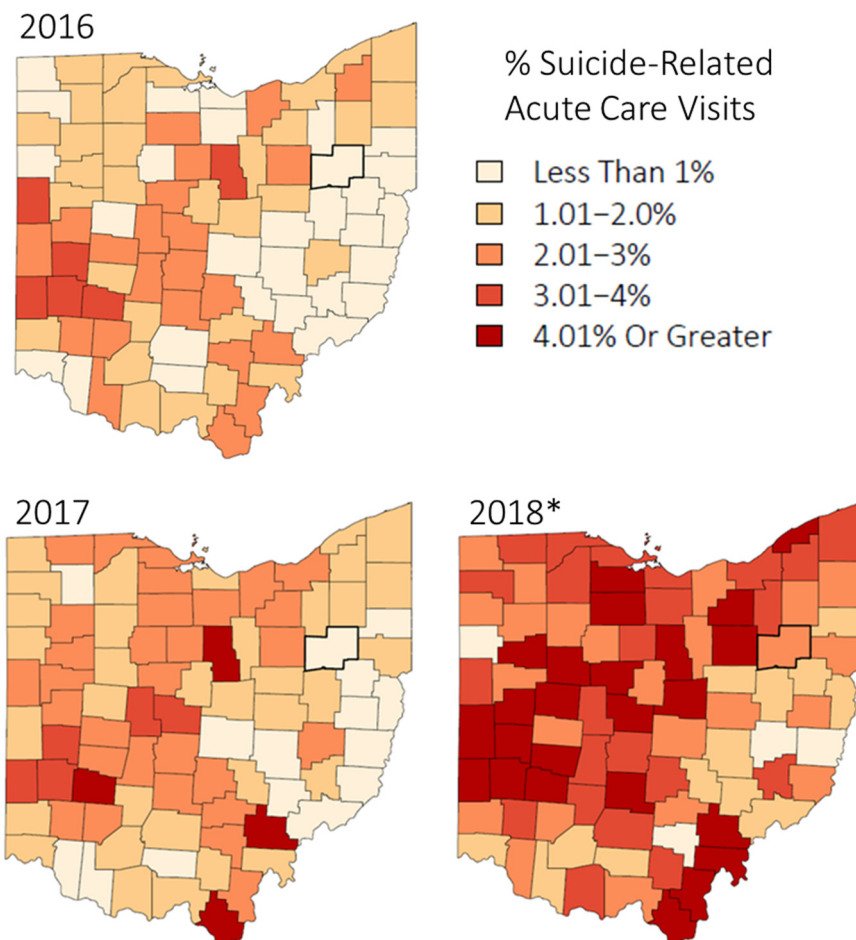 2016
% Suicide-Related
Acute Care Visits
Less Than 1%
1.01–2.0%
2.01–3%
3.01–4%
4.01% Or Greater
2017
2018*